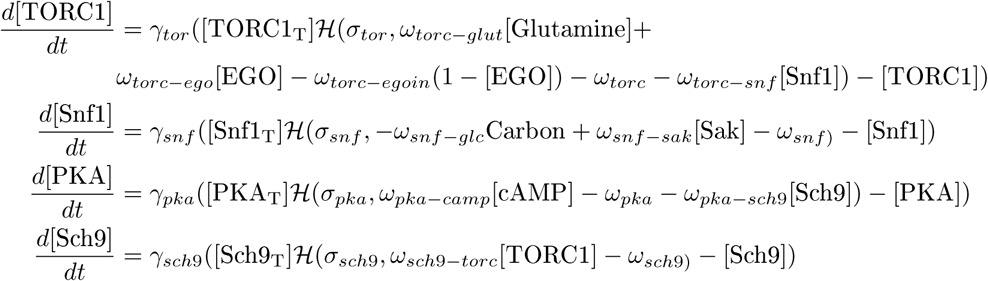 d[TORC1]/dt = γ_tor([TORC1_T]ℋ(σ_tor, ω_torc−glut[Glutamine]+
ω_torc−ego[EGO] − ω_torc−egoin(1 − [EGO]) − ω_torc − ω_torc−snf[Snf1]) − [TORC1])
d[Snf1]/dt = γ_snf([Snf1_T]ℋ(σ_snf, −ω_snf−glcCarbon + ω_snf−sak[Sak] − ω_snf) − [Snf1])
d[PKA]/dt = γ_pka([PKA_T]ℋ(σ_pka, ω_pka−camp[cAMP] − ω_pka − ω_pka−sch9[Sch9]) − [PKA])
d[Sch9]/dt = γ_sch9([Sch9_T]ℋ(σ_sch9, ω_sch9−torc[TORC1] − ω_sch9) − [Sch9])